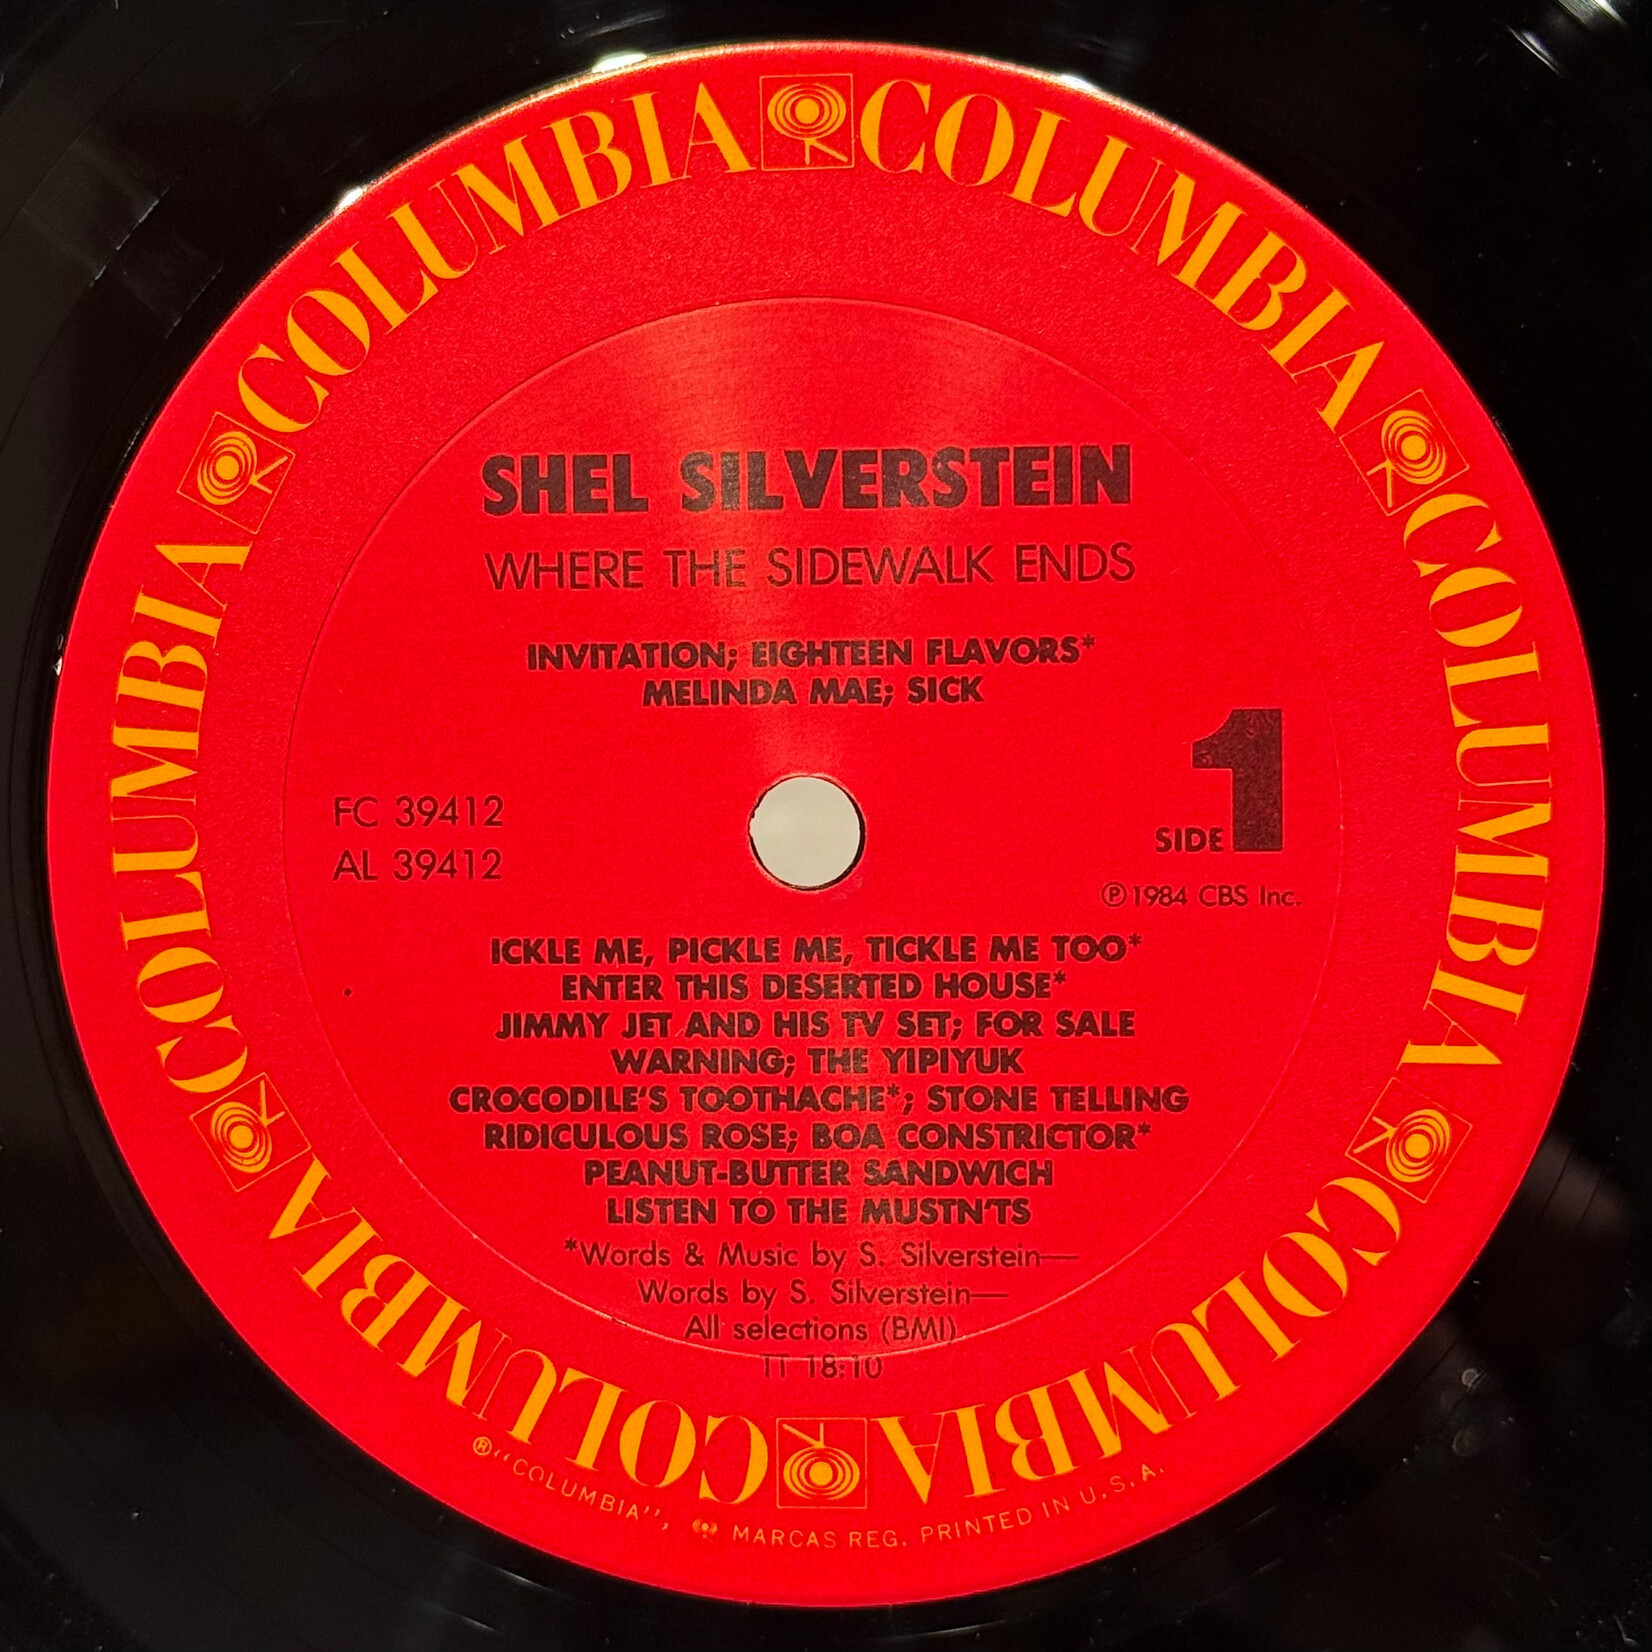 COLUMBIA COLUMBIA COLUMBIA COLUMBIA COLUMBIA COLUMBIA
SHEL SILVERSTEIN
WHERE THE SIDEWALK ENDS
INVITATION; EIGHTEEN FLAVORS*
MELINDA MAE; SICK
FC 39412
AL 39412
SIDE 1
℗ 1984 CBS Inc.
ICKLE ME, PICKLE ME, TICKLE ME TOO*
ENTER THIS DESERTED HOUSE*
JIMMY JET AND HIS TV SET; FOR SALE
WARNING; THE YIPIYUK
CROCODILE'S TOOTHACHE*; STONE TELLING
RIDICULOUS ROSE; BOA CONSTRICTOR*
PEANUT-BUTTER SANDWICH
LISTEN TO THE MUSTN'TS
*Words & Music by S. Silverstein—
Words by S. Silverstein—
All selections (BMI)
TT 18:10
® "COLUMBIA", MARCAS REG. PRINTED IN U.S.A.